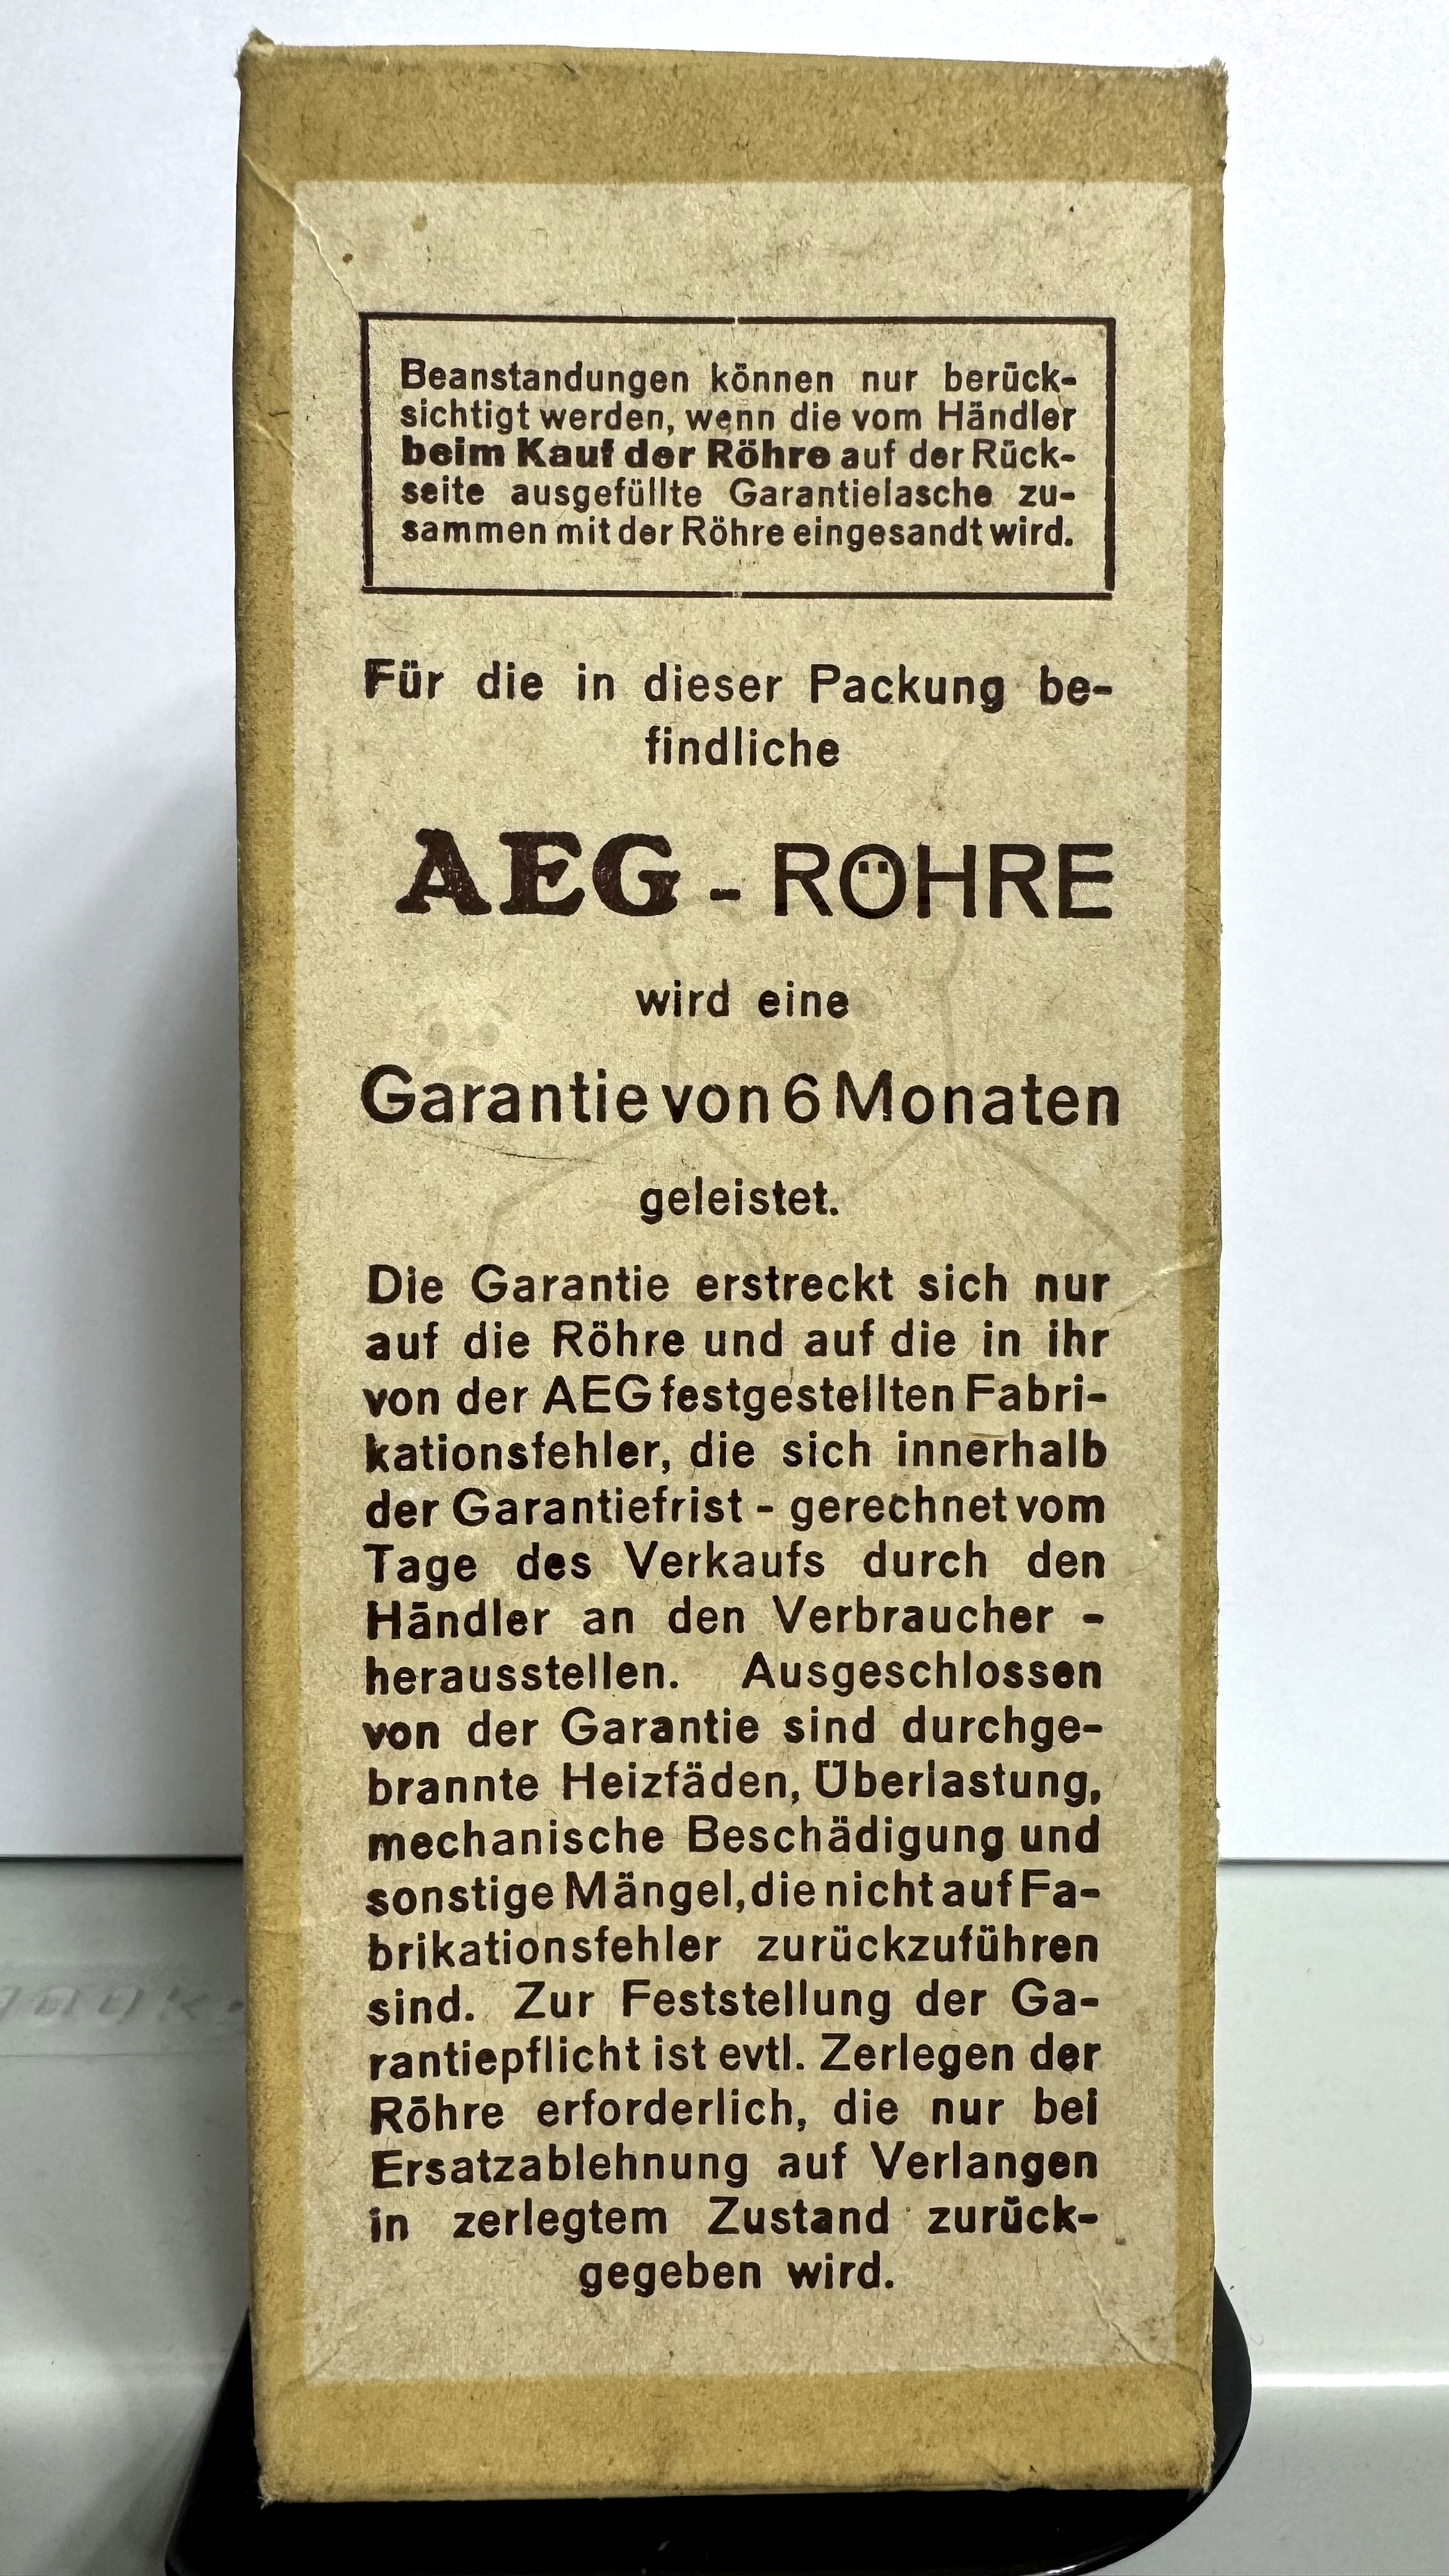 Beanstandungen können nur berück-
sichtigt werden, wenn die vom Händler
beim Kauf der Röhre auf der Rück-
seite ausgefüllte Garantielasche zu-
sammen mit der Röhre eingesandt wird.
Für die in dieser Packung be-
findliche
AEG - RÖHRE
wird eine
Garantie von 6 Monaten
geleistet.
Die Garantie erstreckt sich nur
auf die Röhre und auf die in ihr
von der AEG festgestellten Fabri-
kationsfehler, die sich innerhalb
der Garantiefrist - gerechnet vom
Tage des Verkaufs durch den
Händler an den Verbraucher -
herausstellen. Ausgeschlossen
von der Garantie sind durchge-
brannte Heizfäden, Überlastung,
mechanische Beschädigung und
sonstige Mängel, die nicht auf Fa-
brikationsfehler zurückzuführen
sind. Zur Feststellung der Ga-
rantiepflicht ist evtl. Zerlegen der
Röhre erforderlich, die nur bei
Ersatzablehnung auf Verlangen
in zerlegtem Zustand zurück-
gegeben wird.